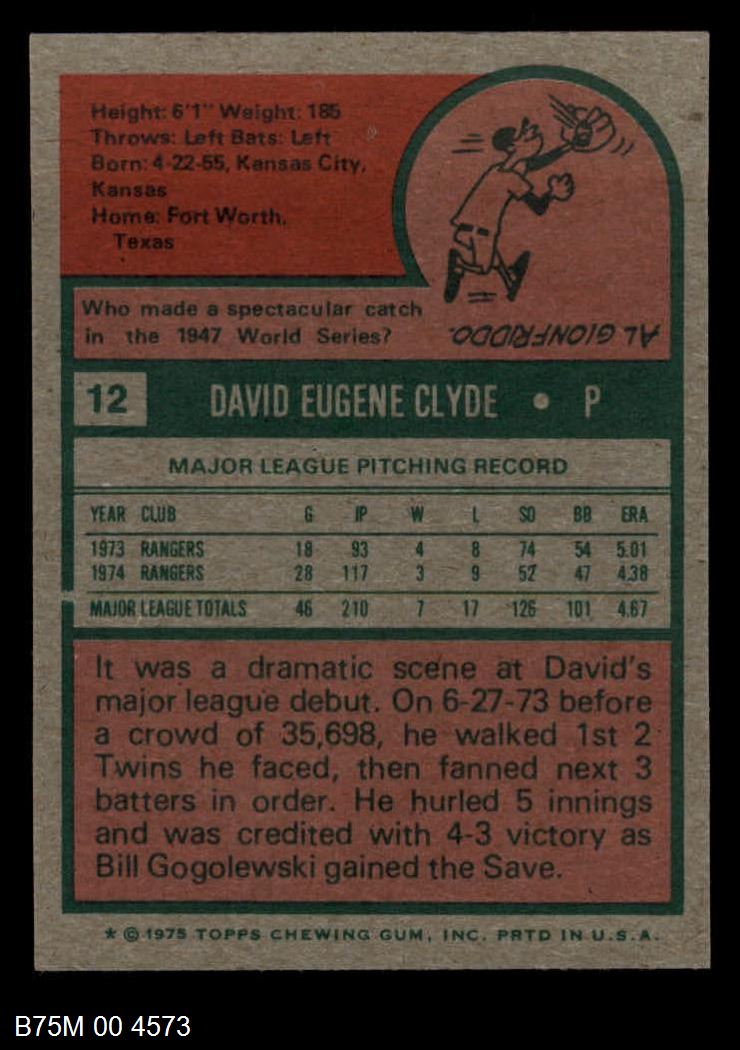 Height: 6'1" Weight: 185
Throws: Left Bats: Left
Born: 4-22-55, Kansas City,
Kansas
Home: Fort Worth,
Texas
Who made a spectacular catch
in the 1947 World Series?
AL GIONFRIDDO.
12 DAVID EUGENE CLYDE • P
MAJOR LEAGUE PITCHING RECORD
YEAR CLUB G IP W L SO BB ERA
1973 RANGERS 18 93 4 8 74 54 5.01
1974 RANGERS 28 117 3 9 52 47 4.38
MAJOR LEAGUE TOTALS 46 210 7 17 126 101 4.67
It was a dramatic scene at David's
major league debut. On 6-27-73 before
a crowd of 35,698, he walked 1st 2
Twins he faced, then fanned next 3
batters in order. He hurled 5 innings
and was credited with 4-3 victory as
Bill Gogolewski gained the Save.
* © 1975 TOPPS CHEWING GUM, INC. PRTD IN U.S.A.
B75M 00 4573